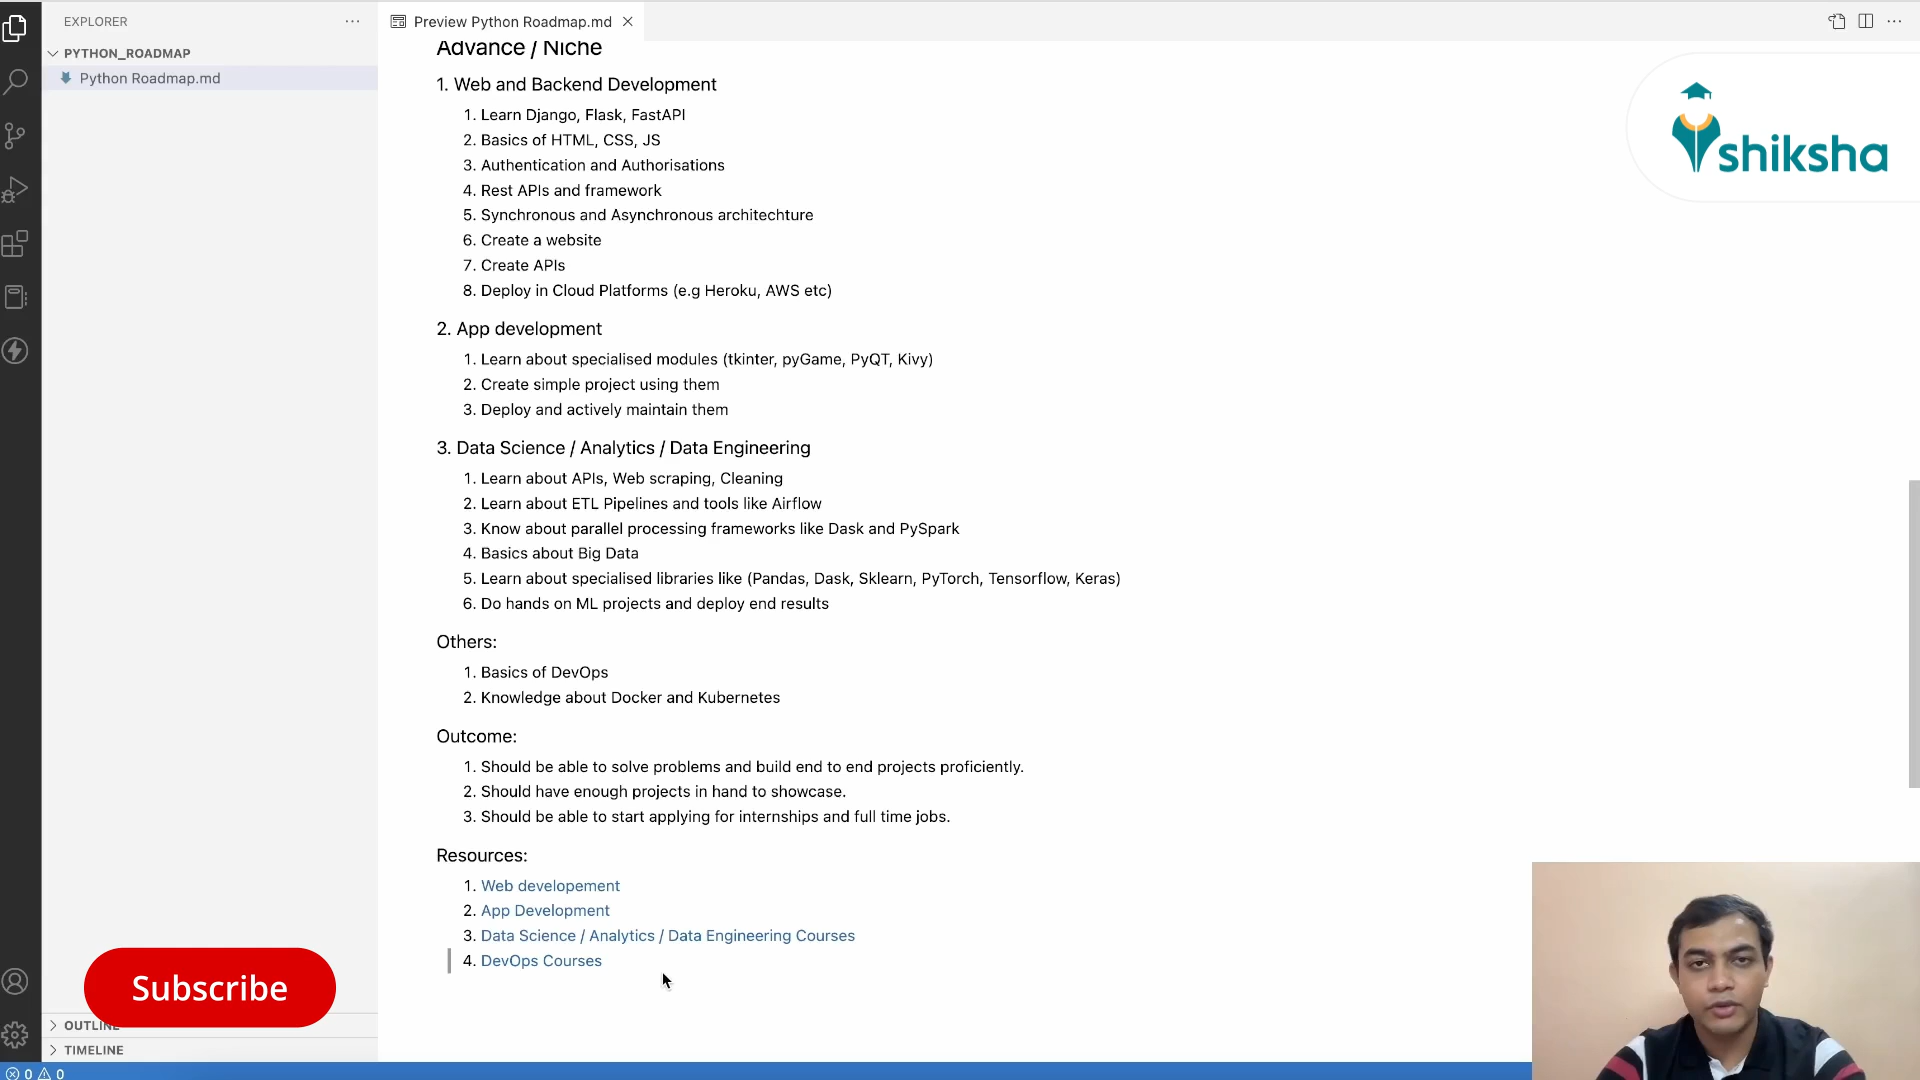 EXPLORER
Preview Python Roadmap.md
PYTHON_ROADMAP
Python Roadmap.md
Advance / Niche
1. Web and Backend Development
1. Learn Django, Flask, FastAPI
2. Basics of HTML, CSS, JS
3. Authentication and Authorisations
4. Rest APIs and framework
5. Synchronous and Asynchronous architechture
6. Create a website
7. Create APIs
8. Deploy in Cloud Platforms (e.g Heroku, AWS etc)
2. App development
1. Learn about specialised modules (tkinter, pyGame, PyQT, Kivy)
2. Create simple project using them
3. Deploy and actively maintain them
3. Data Science / Analytics / Data Engineering
1. Learn about APIs, Web scraping, Cleaning
2. Learn about ETL Pipelines and tools like Airflow
3. Know about parallel processing frameworks like Dask and PySpark
4. Basics about Big Data
5. Learn about specialised libraries like (Pandas, Dask, Sklearn, PyTorch, Tensorflow, Keras)
6. Do hands on ML projects and deploy end results
Others:
1. Basics of DevOps
2. Knowledge about Docker and Kubernetes
Outcome:
1. Should be able to solve problems and build end to end projects proficiently.
2. Should have enough projects in hand to showcase.
3. Should be able to start applying for internships and full time jobs.
Resources:
1. Web developement
2. App Development
3. Data Science / Analytics / Data Engineering Courses
4. DevOps Courses
shiksha
Subscribe
OUTLINE
TIMELINE
0 0